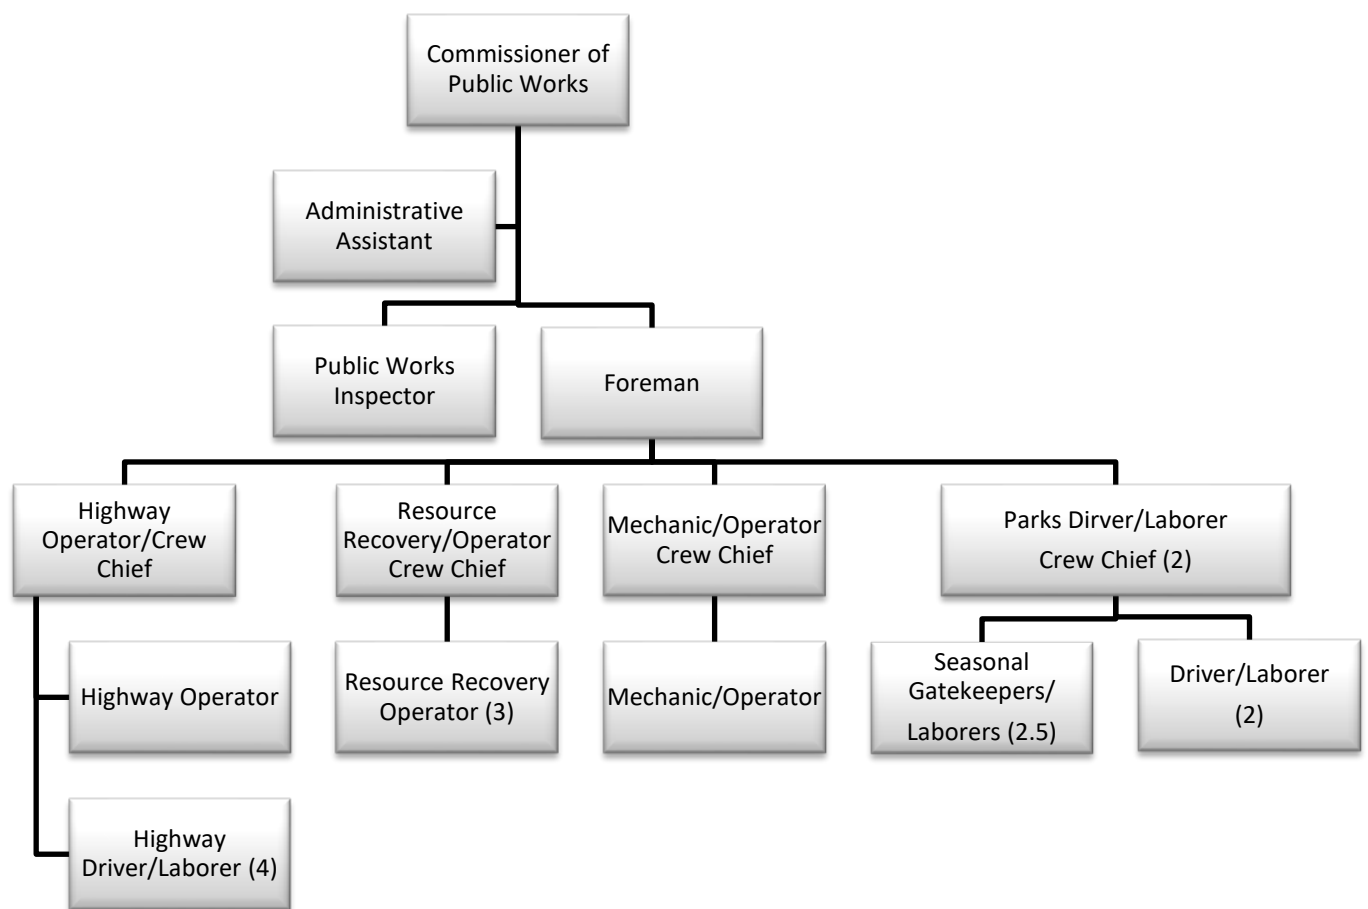 Commissioner of
Public Works
Administrative
Assistant
Public Works
Inspector
Foreman
Highway
Operator/Crew
Chief
Resource
Recovery/Operator
Crew Chief
Mechanic/Operator
Crew Chief
Parks Dirver/Laborer
Crew Chief (2)
Highway Operator
Resource Recovery
Operator (3)
Mechanic/Operator
Seasonal
Gatekeepers/
Laborers (2.5)
Driver/Laborer
(2)
Highway
Driver/Laborer (4)